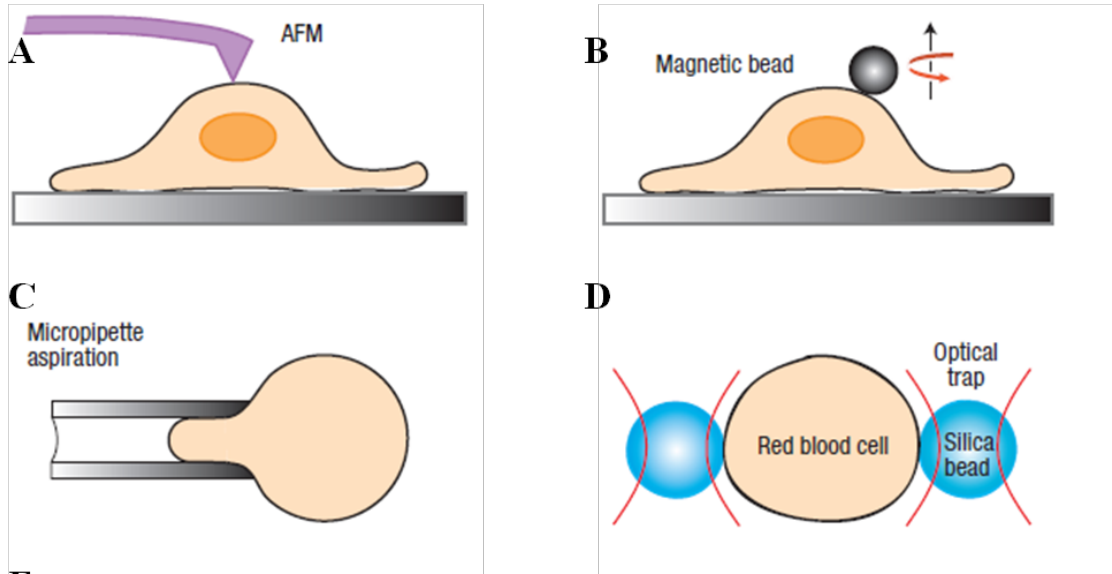 A
AFM
B
Magnetic bead
C
Micropipette
aspiration
D
Optical
trap
Red blood cell
Silica
bead